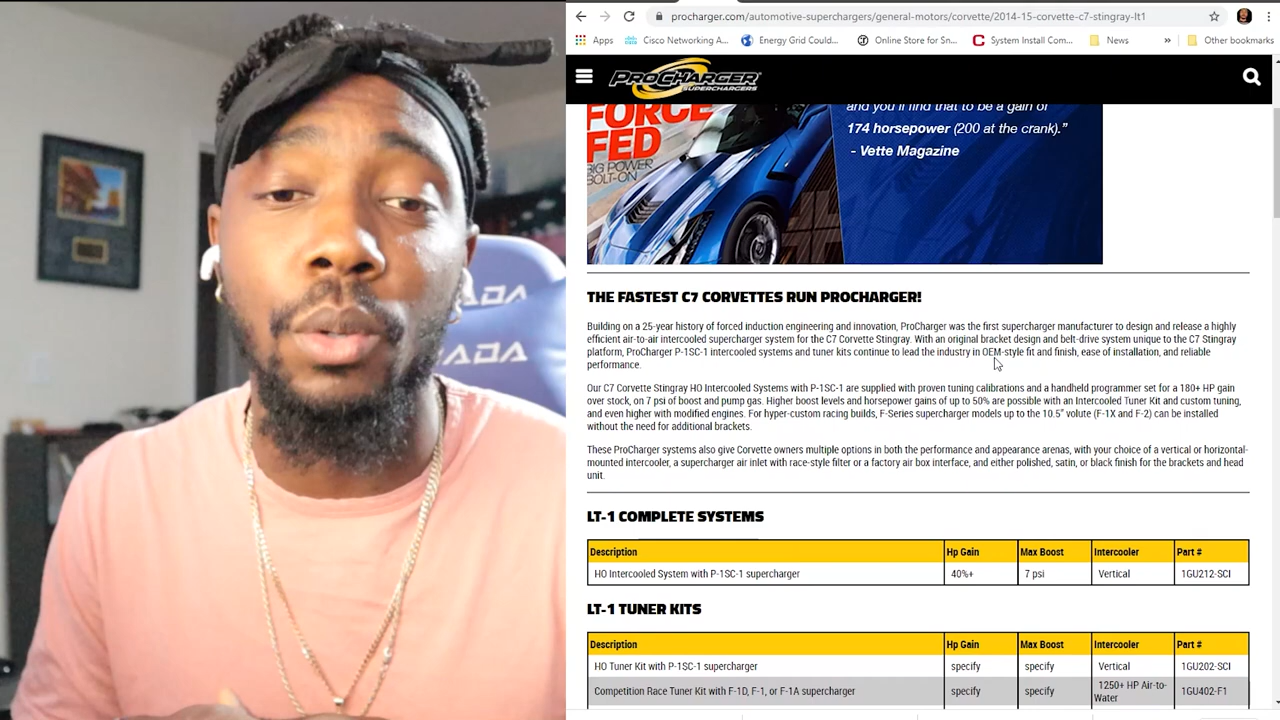 procharger.com/automotive-superchargers/general-motors/corvette/2014-15-corvette-c7-stingray-lt1
Apps Cisco Networking A... Energy Grid Could... Online Store for Sn... System Install Com... News » Other bookmarks
PROCHARGER
SUPERCHARGERS
and you'll find that to be a gain of
FORCE
174 horsepower (200 at the crank)."
FED
- Vette Magazine
BIG POWER
BOLT-ON
THE FASTEST C7 CORVETTES RUN PROCHARGER!
Building on a 25-year history of forced induction engineering and innovation, ProCharger was the first supercharger manufacturer to design and release a highly
efficient air-to-air intercooled supercharger system for the C7 Corvette Stingray. With an original bracket design and belt-drive system unique to the C7 Stingray
platform, ProCharger P-1SC-1 intercooled systems and tuner kits continue to lead the industry in OEM-style fit and finish, ease of installation, and reliable
performance.
Our C7 Corvette Stingray HO Intercooled Systems with P-1SC-1 are supplied with proven tuning calibrations and a handheld programmer set for a 180+ HP gain
over stock, on 7 psi of boost and pump gas. Higher boost levels and horsepower gains of up to 50% are possible with an Intercooled Tuner Kit and custom tuning,
and even higher with modified engines. For hyper-custom racing builds, F-Series supercharger models up to the 10.5" volute (F-1X and F-2) can be installed
without the need for additional brackets.
These ProCharger systems also give Corvette owners multiple options in both the performance and appearance arenas, with your choice of a vertical or horizontal-
mounted intercooler, a supercharger air inlet with race-style filter or a factory air box interface, and either polished, satin, or black finish for the brackets and head
unit.
LT-1 COMPLETE SYSTEMS
Description Hp Gain Max Boost Intercooler Part #
HO Intercooled System with P-1SC-1 supercharger 40%+ 7 psi Vertical 1GU212-SCI
LT-1 TUNER KITS
Description Hp Gain Max Boost Intercooler Part #
HO Tuner Kit with P-1SC-1 supercharger specify specify Vertical 1GU202-SCI
Competition Race Tuner Kit with F-1D, F-1, or F-1A supercharger specify specify 1250+ HP Air-to-Water 1GU402-F1